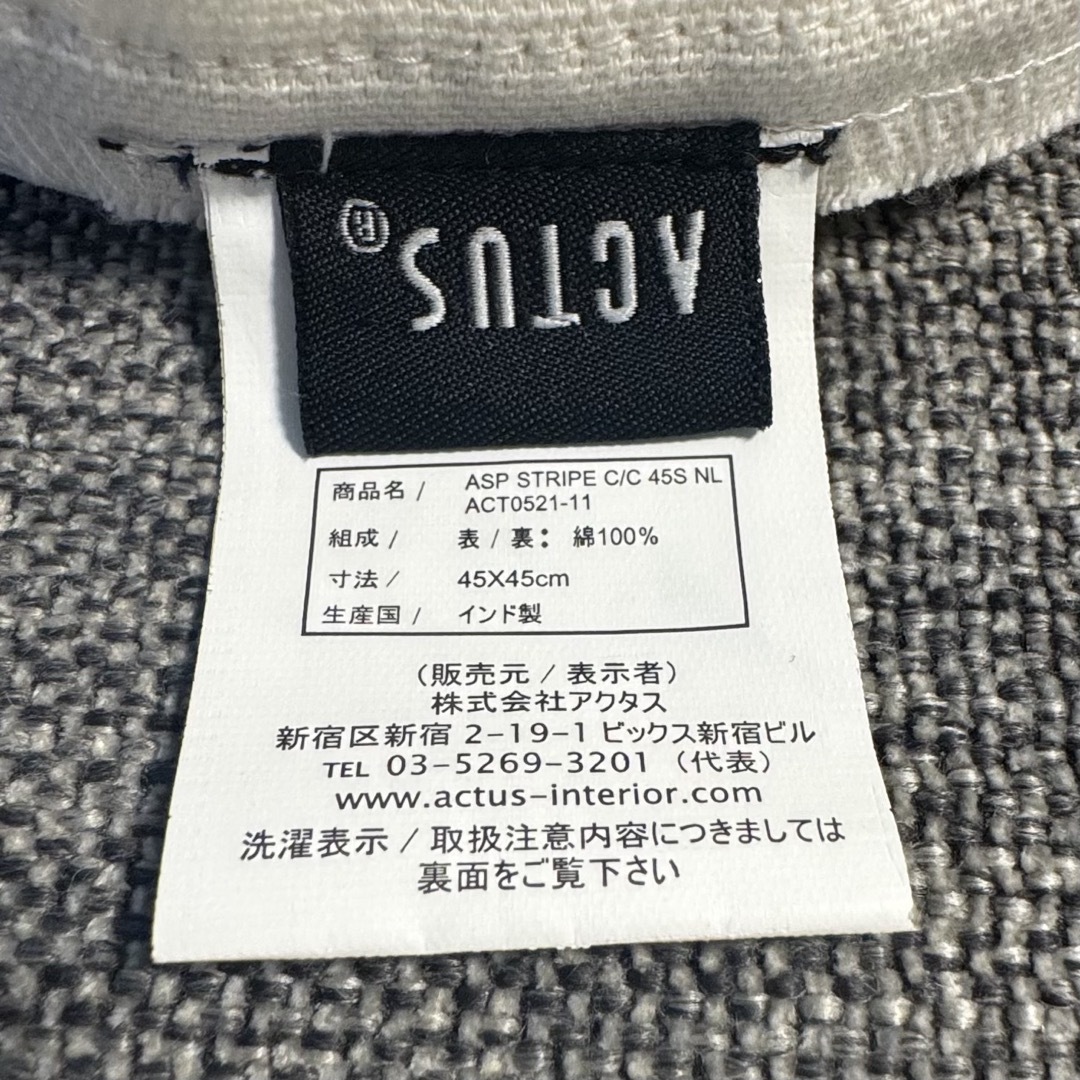 ACTUS®
商品名 / ASP STRIPE C/C 45S NL
ACT0521-11
組成 / 表 / 裏： 綿100%
寸法 / 45X45cm
生産国 / インド製
（販売元 / 表示者）
株式会社アクタス
新宿区新宿 2-19-1 ビックス新宿ビル
TEL 03-5269-3201（代表）
www.actus-interior.com
洗濯表示 / 取扱注意内容につきましては
裏面をご覧下さい